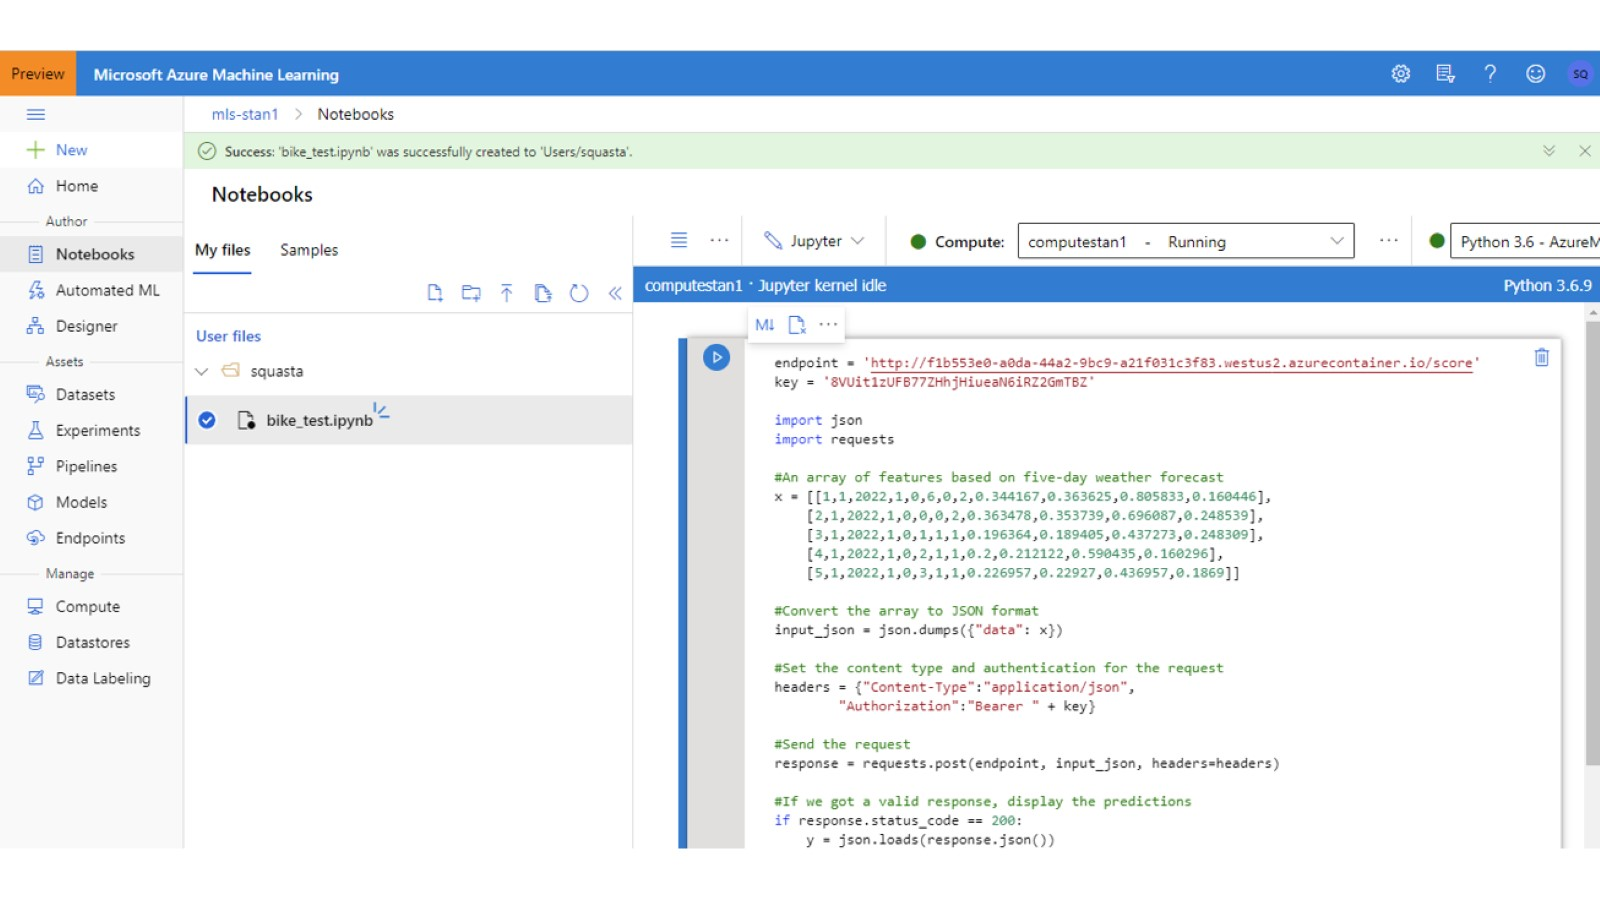 Preview
Microsoft Azure Machine Learning
SQ
mls-stan1 > Notebooks
New
Success: 'bike_test.ipynb' was successfully created to 'Users/squasta'.
Home
Notebooks
Author
Notebooks
My files
Samples
...
Jupyter
Compute:
computestan1 - Running
...
Python 3.6 - AzureM
Automated ML
computestan1 · Jupyter kernel idle
Python 3.6.9
Designer
User files
M↓
...
Assets
squasta
Datasets
bike_test.ipynb
Experiments
Pipelines
Models
Endpoints
Manage
Compute
Datastores
Data Labeling
endpoint = 'http://f1b553e0-a0da-44a2-9bc9-a21f031c3f83.westus2.azurecontainer.io/score'
key = '8VUit1zUFB77ZHhjHiueaN6iRZ2GmTBZ'
import json
import requests
#An array of features based on five-day weather forecast
x = [[1,1,2022,1,0,6,0,2,0.344167,0.363625,0.805833,0.160446],
[2,1,2022,1,0,0,0,2,0.363478,0.353739,0.696087,0.248539],
[3,1,2022,1,0,1,1,1,0.196364,0.189405,0.437273,0.248309],
[4,1,2022,1,0,2,1,1,0.2,0.212122,0.590435,0.160296],
[5,1,2022,1,0,3,1,1,0.226957,0.22927,0.436957,0.1869]]
#Convert the array to JSON format
input_json = json.dumps({"data": x})
#Set the content type and authentication for the request
headers = {"Content-Type":"application/json",
"Authorization":"Bearer " + key}
#Send the request
response = requests.post(endpoint, input_json, headers=headers)
#If we got a valid response, display the predictions
if response.status_code == 200:
y = json.loads(response.json())